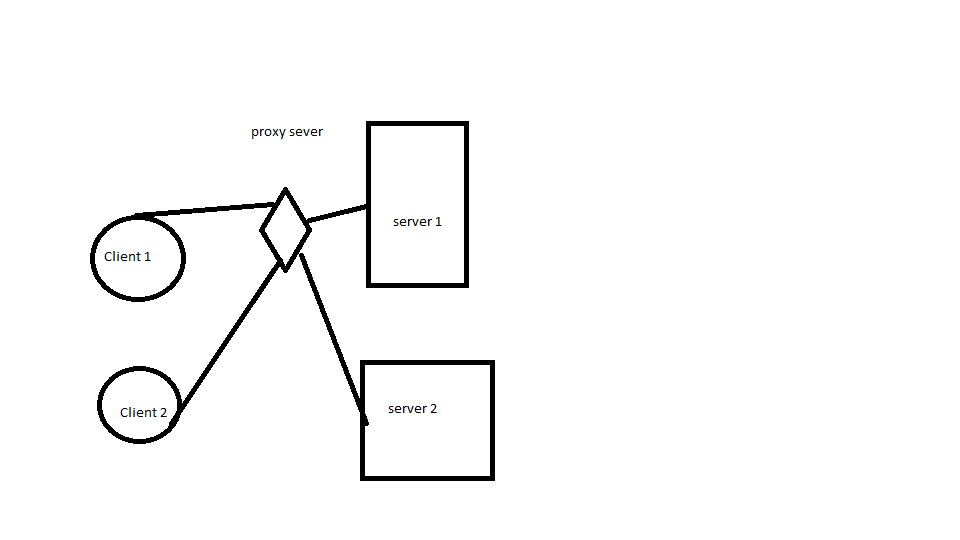 proxy sever
server 1
Client 1
server 2
Client 2